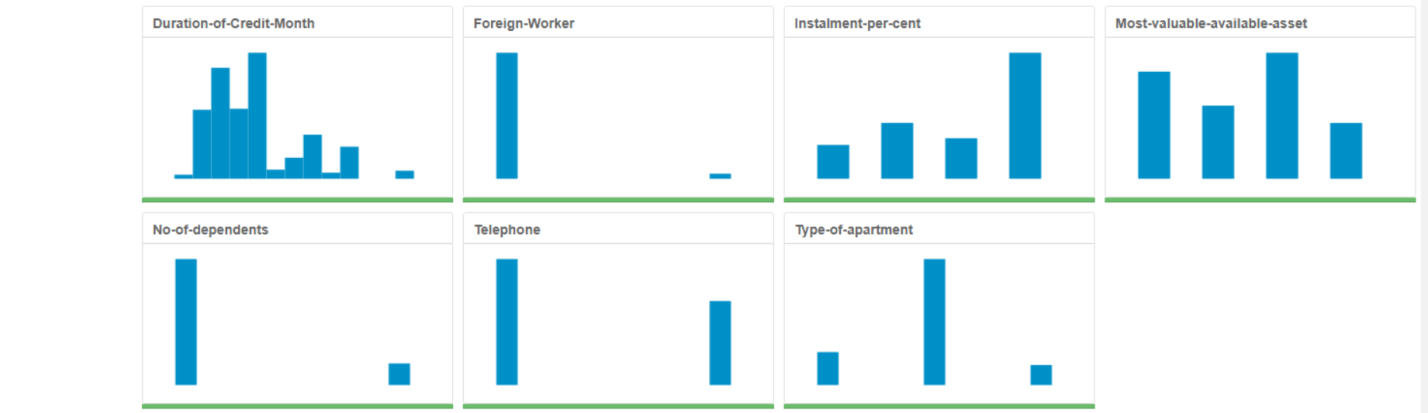 Duration-of-Credit-Month
Foreign-Worker
Instalment-per-cent
Most-valuable-available-asset
No-of-dependents
Telephone
Type-of-apartment